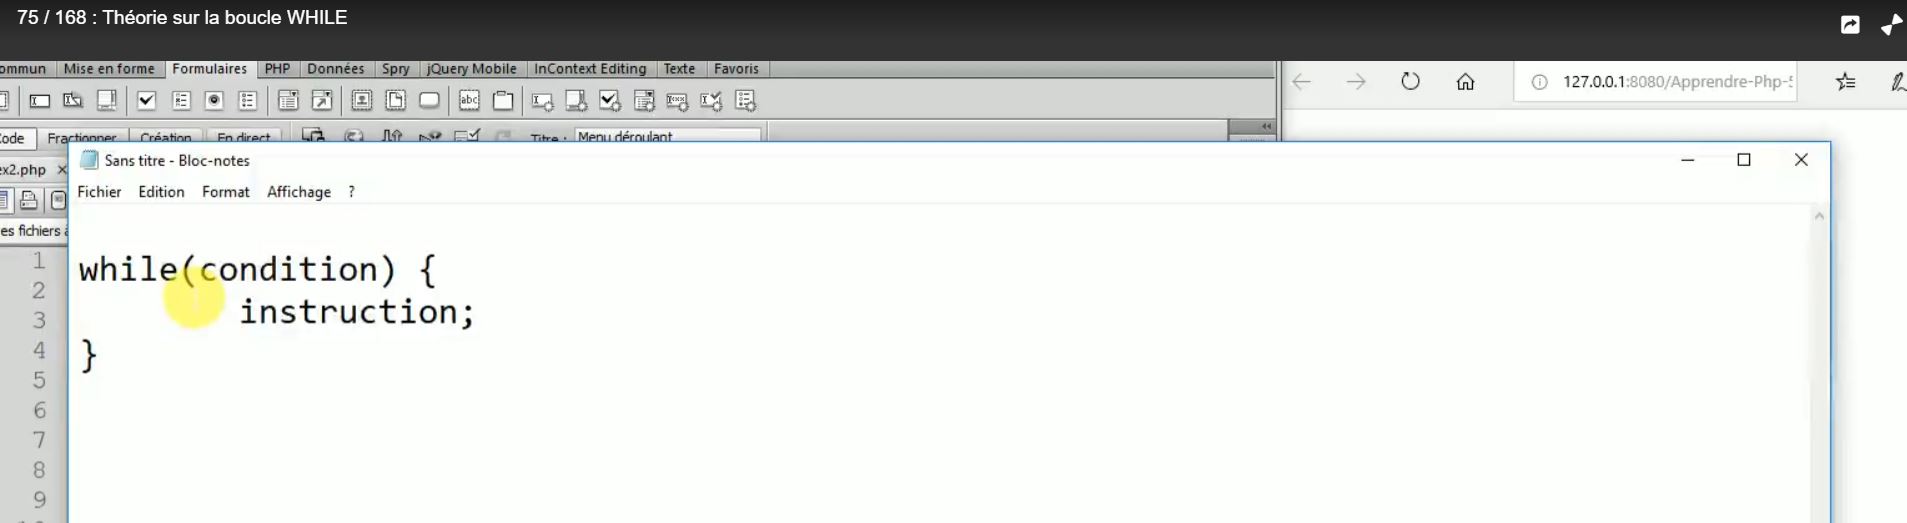 75 / 168 : Théorie sur la boucle WHILE
ommun Mise en forme Formulaires PHP Données Spry jQuery Mobile InContext Editing Texte Favoris
127.0.0.1:8080/Apprendre-Php-
abc
ode Fractionner Création En direct Titre : Menu déroulant
ex2.php
Sans titre - Bloc-notes
Fichier Edition Format Affichage ?
es fichiers
1
2
3
4
5
6
7
8
9
while(condition) {
instruction;
}